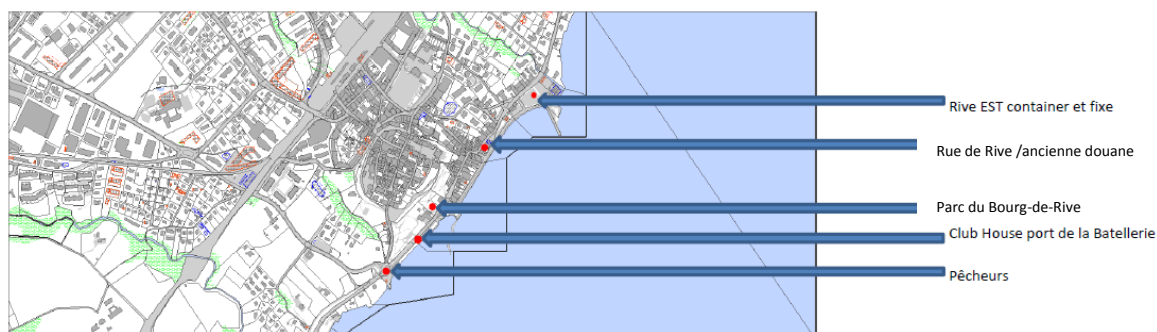 Rive EST container et fixe
Rue de Rive /ancienne douane
Parc du Bourg-de-Rive
Club House port de la Batellerie
Pêcheurs